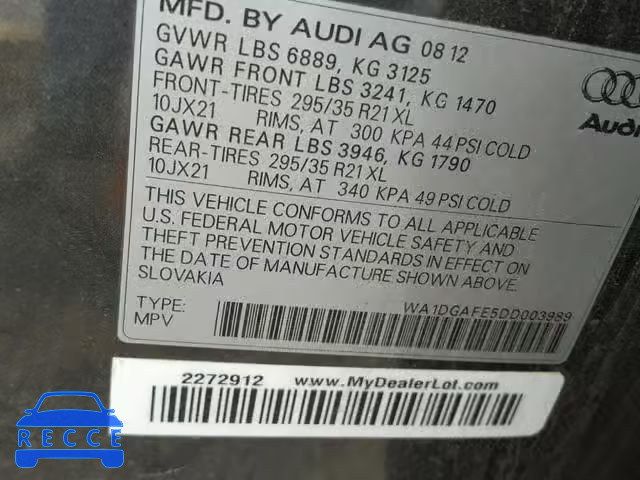 MFD. BY AUDI AG 08 12
GVWR LBS 6889, KG 3125
GAWR FRONT LBS 3241, KG 1470
FRONT-TIRES 295/35 R21 XL
10JX21 RIMS, AT 300 KPA 44 PSI COLD
GAWR REAR LBS 3946, KG 1790
REAR-TIRES 295/35 R21 XL
10JX21 RIMS, AT 340 KPA 49 PSI COLD
Audi
THIS VEHICLE CONFORMS TO ALL APPLICABLE
U.S. FEDERAL MOTOR VEHICLE SAFETY AND
THEFT PREVENTION STANDARDS IN EFFECT ON
THE DATE OF MANUFACTURE SHOWN ABOVE.
SLOVAKIA
WA1DGAFE5DD003989
TYPE:
MPV
2272912 www.MyDealerLot.com
RECCE